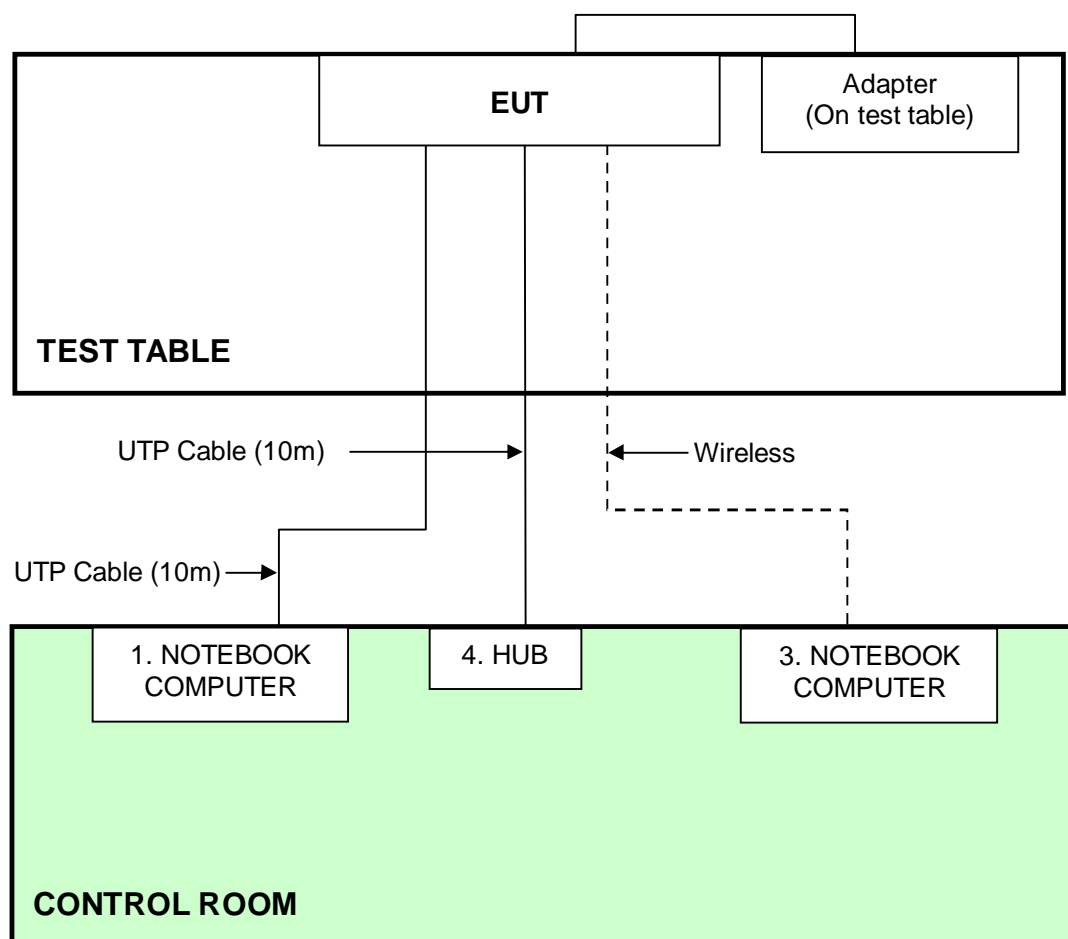 EUT
Adapter
(On test table)
TEST TABLE
UTP Cable (10m)
Wireless
UTP Cable (10m)
1. NOTEBOOK
COMPUTER
4. HUB
3. NOTEBOOK
COMPUTER
CONTROL ROOM